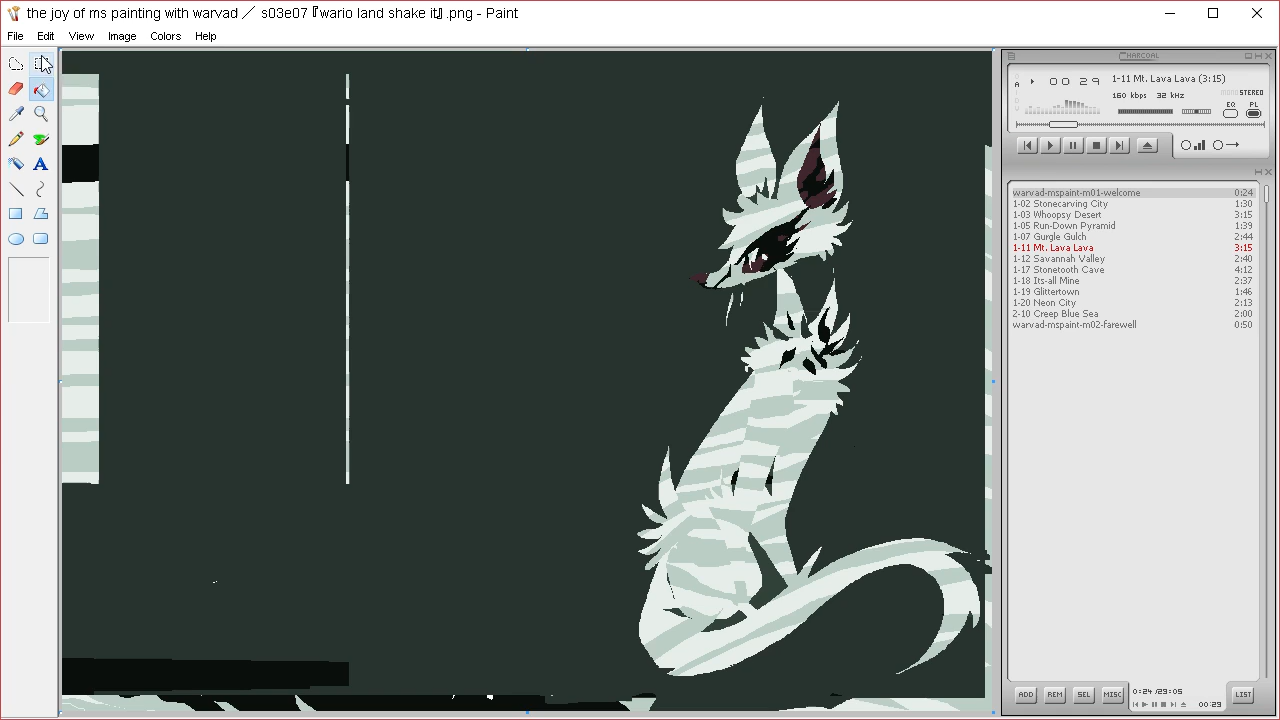 the joy of ms painting with warvad ／ s03e07『wario land shake it』.png - Paint
File Edit View Image Colors Help
CHARCOAL
00 29
1-11 Mt. Lava Lava (3:15)
160 kbps 32 kHz
MONO STEREO
EQ PL
warvad-mspaint-m01-welcome 0:24
1-02 Stonecarving City 1:30
1-03 Whoopsy Desert 3:15
1-05 Run-Down Pyramid 1:39
1-07 Gurgle Gulch 2:44
1-11 Mt. Lava Lava 3:15
1-12 Savannah Valley 2:40
1-17 Stonetooth Cave 4:12
1-18 Its-all Mine 2:37
1-19 Glittertown 1:46
1-20 Neon City 2:13
2-10 Creep Blue Sea 2:00
warvad-mspaint-m02-farewell 0:50
ADD REM SEL MISC 0:24/29:05 LIST
00:29